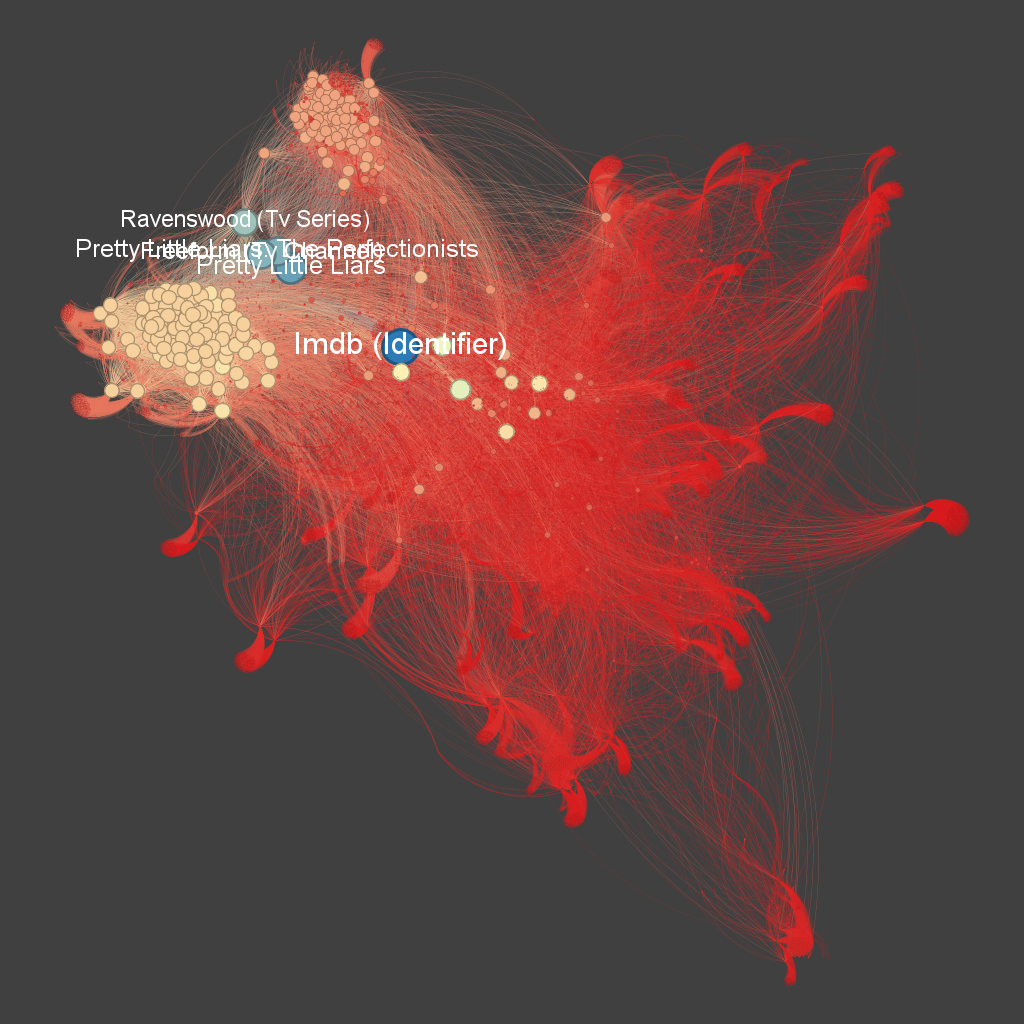 Ravenswood (Tv Series)
Pretty Little Liars: The Perfectionists
Freeform (Tv Channel)
Pretty Little Liars
Imdb (Identifier)